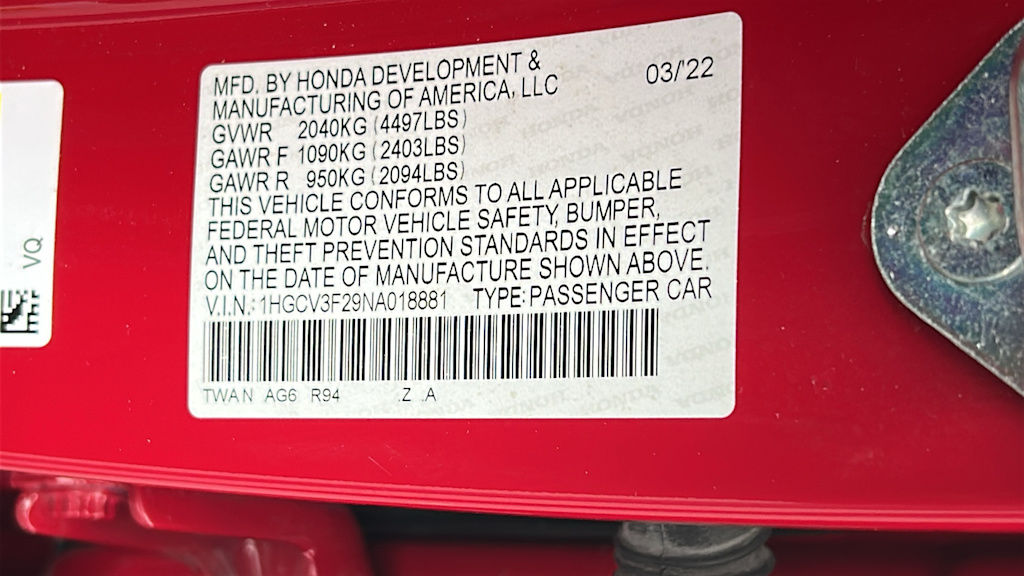 MFD. BY HONDA DEVELOPMENT &
MANUFACTURING OF AMERICA, LLC
03/'22
GVWR 2040KG (4497LBS)
GAWR F 1090KG (2403LBS)
GAWR R 950KG (2094LBS)
THIS VEHICLE CONFORMS TO ALL APPLICABLE
FEDERAL MOTOR VEHICLE SAFETY, BUMPER,
AND THEFT PREVENTION STANDARDS IN EFFECT
ON THE DATE OF MANUFACTURE SHOWN ABOVE.
V.I.N.: 1HGCV3F29NA018881 TYPE: PASSENGER CAR
TWAN AG6 R94 Z A
VQ